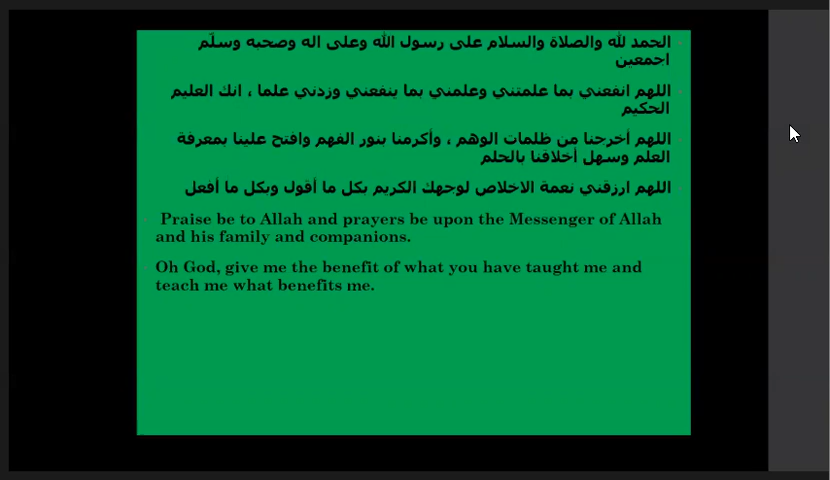 الحمد لله والصلاة والسلام على رسول الله وعلى اله وصحبه وسلّم
اجمعين
اللهم انفعني بما علمتني وعلمني بما ينفعني وزدني علما ، انك العليم
الحكيم
اللهم أخرجنا من ظلمات الوهم ، وأكرمنا بنور الفهم وافتح علينا بمعرفة
العلم وسهل أخلاقنا بالحلم
اللهم ارزقني نعمة الاخلاص لوجهك الكريم بكل ما أقول وبكل ما أفعل
Praise be to Allah and prayers be upon the Messenger of Allah
and his family and companions.
Oh God, give me the benefit of what you have taught me and
teach me what benefits me.